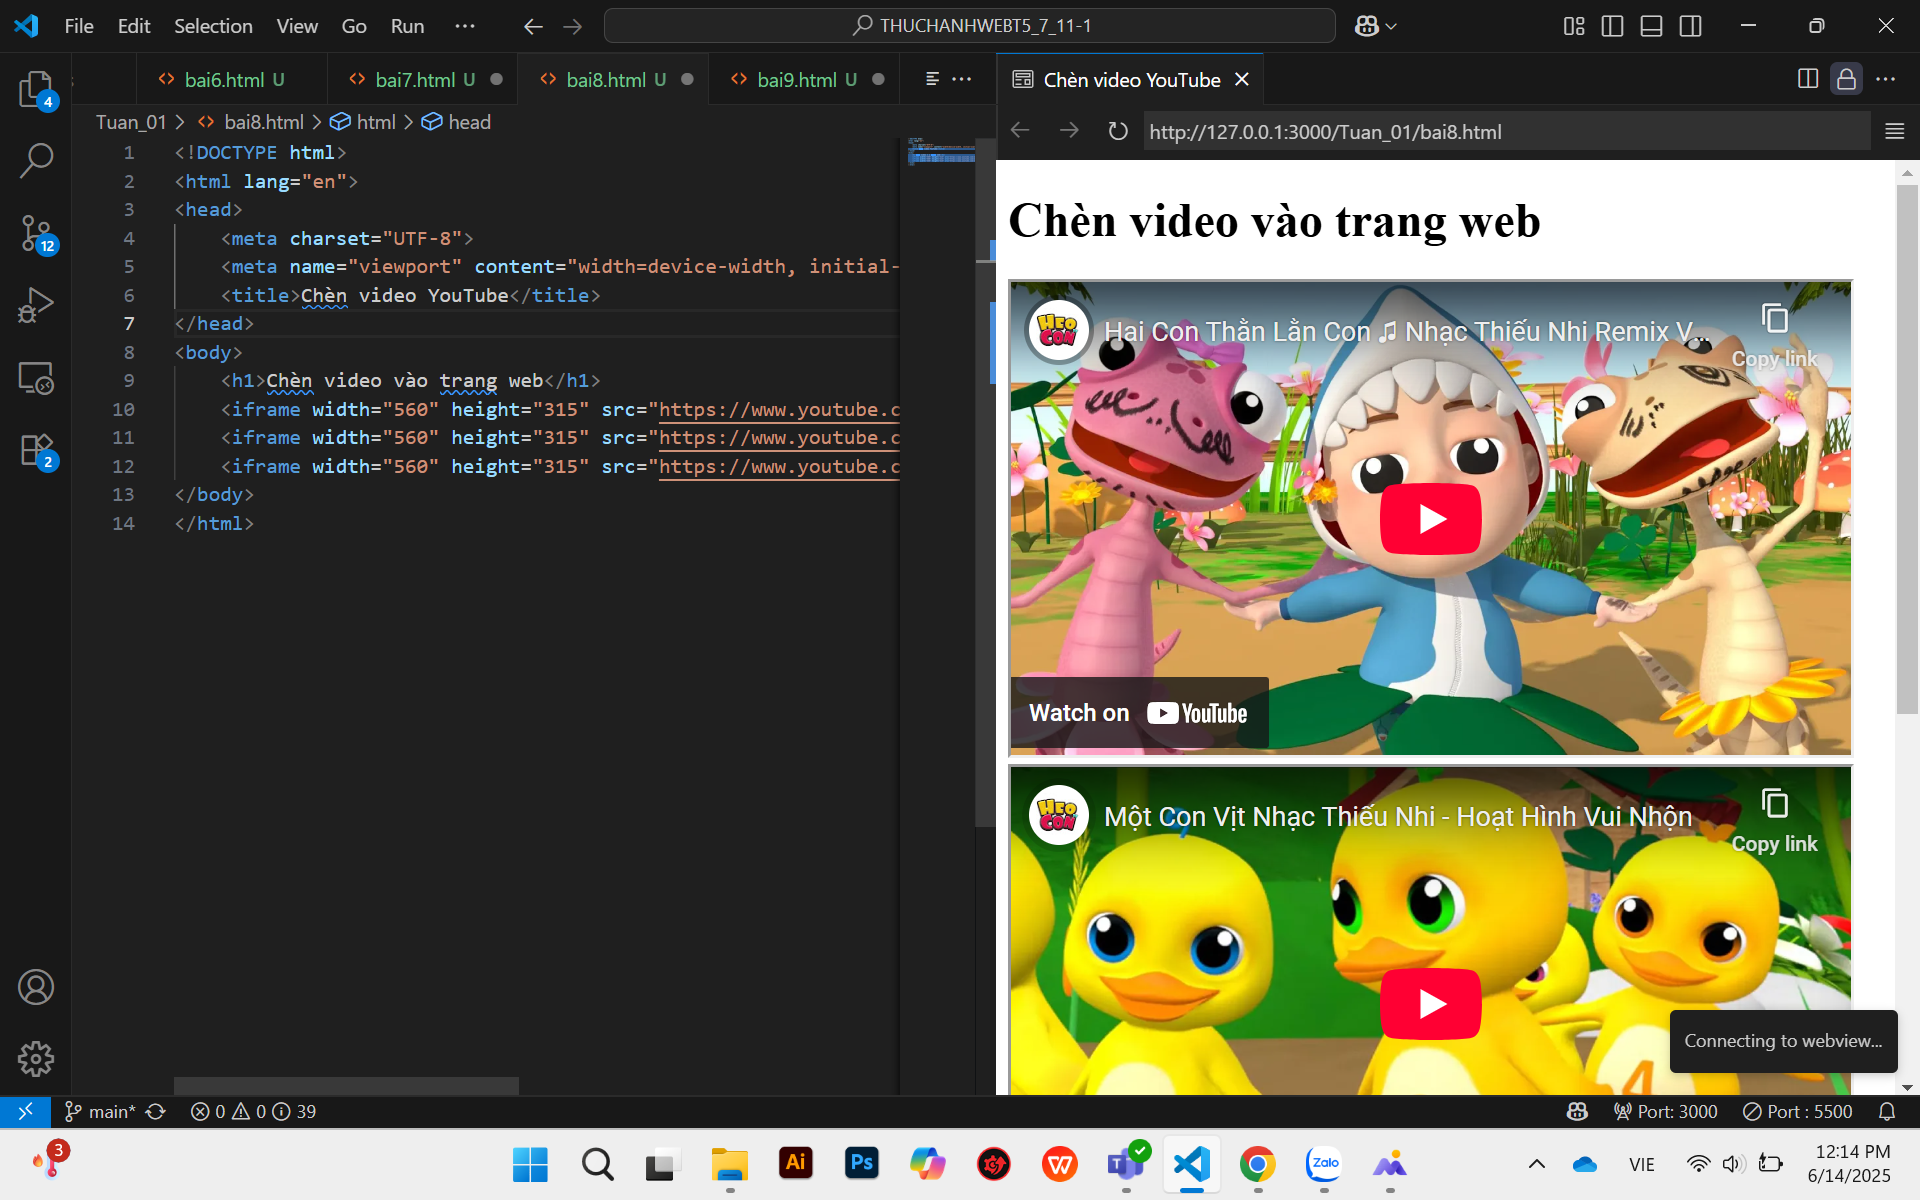 File Edit Selection View Go Run ··· THUCHANHWEBT5_7_11-1
bai6.html U bai7.html U bai8.html U bai9.html U ···
Tuan_01 > bai8.html > html > head
1 <!DOCTYPE html>
2 <html lang="en">
3 <head>
4 <meta charset="UTF-8">
5 <meta name="viewport" content="width=device-width, initial-
6 <title>Chèn video YouTube</title>
7 </head>
8 <body>
9 <h1>Chèn video vào trang web</h1>
10 <iframe width="560" height="315" src="https://www.youtube.c
11 <iframe width="560" height="315" src="https://www.youtube.c
12 <iframe width="560" height="315" src="https://www.youtube.c
13 </body>
14 </html>
4
12
2
Chèn video YouTube
http://127.0.0.1:3000/Tuan_01/bai8.html
Chèn video vào trang web
HEO CON
Hai Con Thằn Lằn Con ♫ Nhạc Thiếu Nhi Remix V...
Copy link
Watch on YouTube
HEO CON
Một Con Vịt Nhạc Thiếu Nhi - Hoạt Hình Vui Nhộn
Copy link
4
Connecting to webview...
main* 0 0 39 Port: 3000 Port : 5500
3 Ai Ps Zalo VIE 12:14 PM
6/14/2025